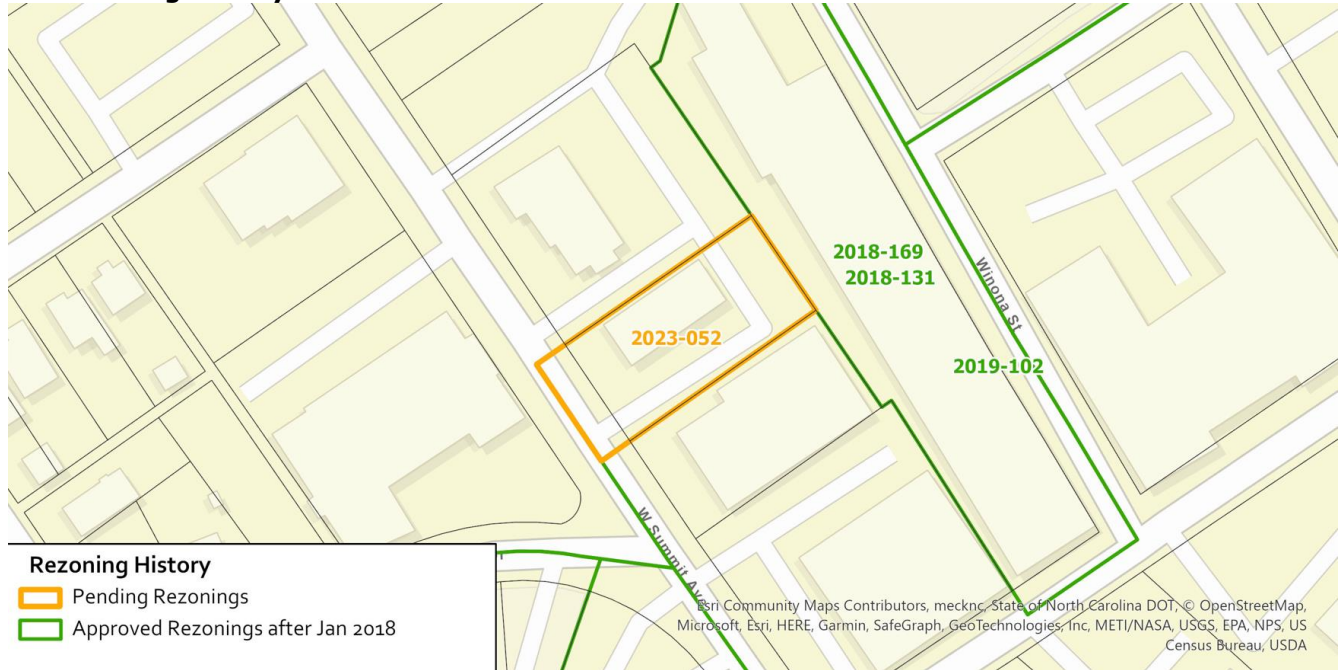 2018-169
2018-131
Winona St
2023-052
2019-102
W Summit Ave
Rezoning History
Pending Rezonings
Approved Rezonings after Jan 2018
Esri Community Maps Contributors, mecknc, State of North Carolina DOT, © OpenStreetMap,
Microsoft, Esri, HERE, Garmin, SafeGraph, GeoTechnologies, Inc, METI/NASA, USGS, EPA, NPS, US
Census Bureau, USDA